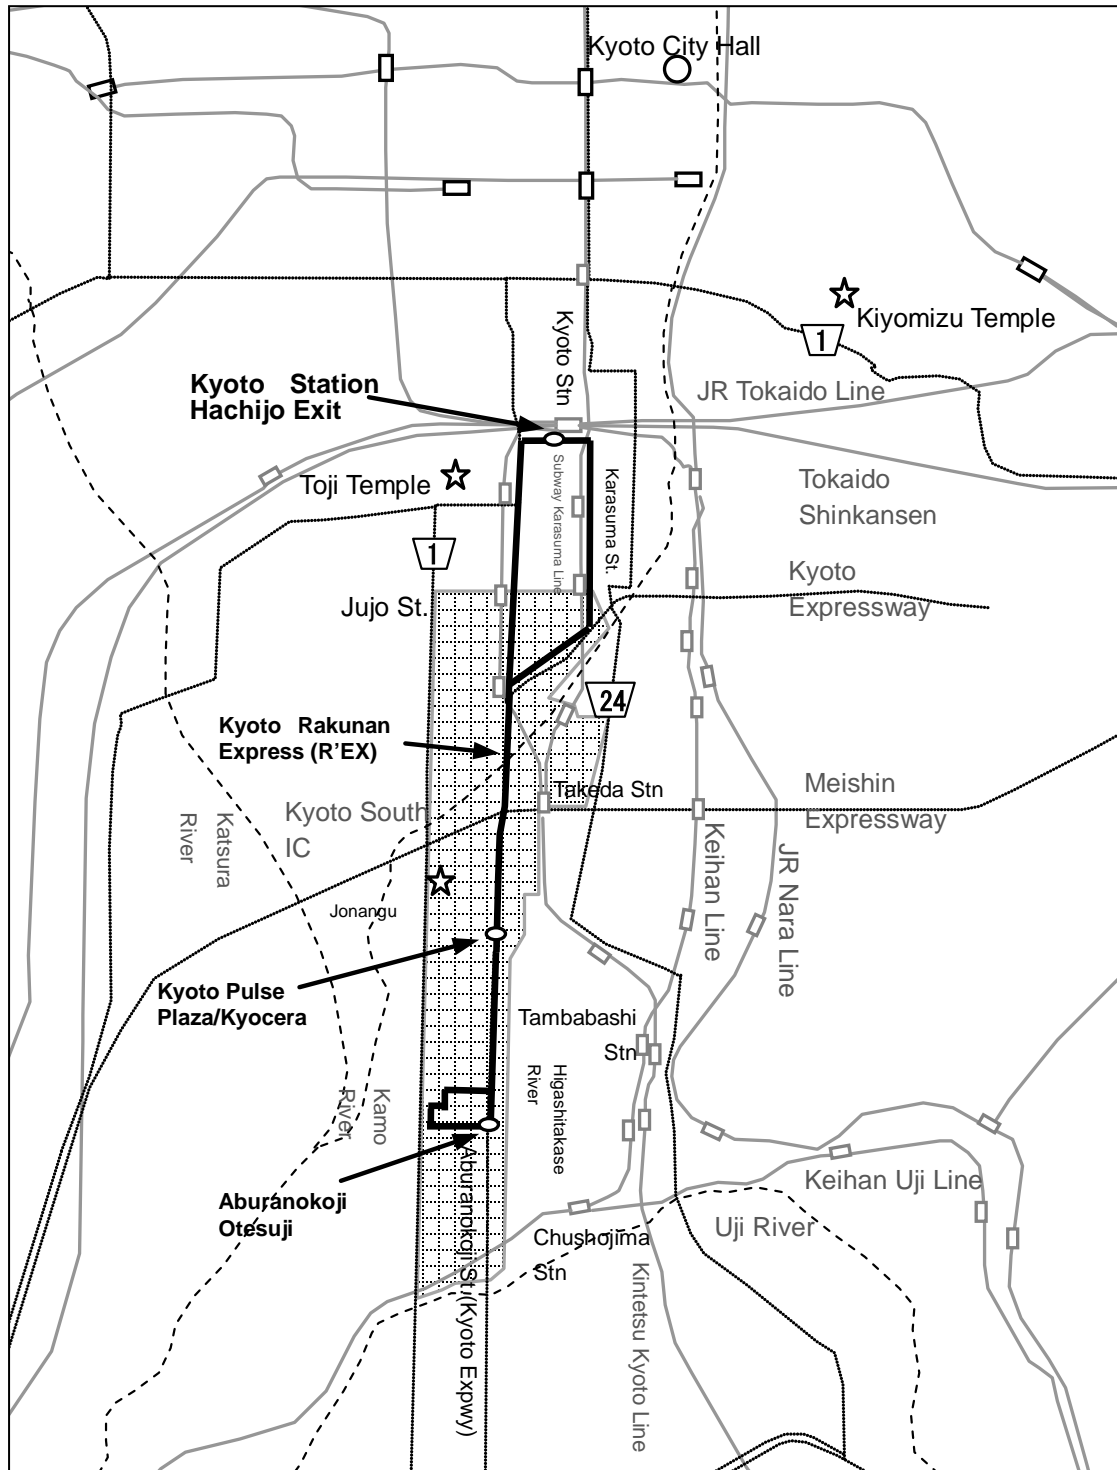 Kyoto City Hall
Kiyomizu Temple
1
Kyoto Stn
JR Tokaido Line
Kyoto Station
Hachijo Exit
Toji Temple
Subway Karasuma Line
Karasuma St.
Tokaido
Shinkansen
1
Kyoto
Expressway
Jujo St.
24
Kyoto Rakunan
Express (R'EX)
Takeda Stn
Meishin
Expressway
Kyoto South
IC
Katsura
River
Keihan Line
JR Nara Line
Jonangu
Kyoto Pulse
Plaza/Kyocera
Tambabashi
Stn
Higashitakase
River
Kamo
River
Aburanokoji
Otesuji
Aburanokoji St.(Kyoto Expwy)
Keihan Uji Line
Uji River
Chushojima
Stn
Kintetsu Kyoto Line